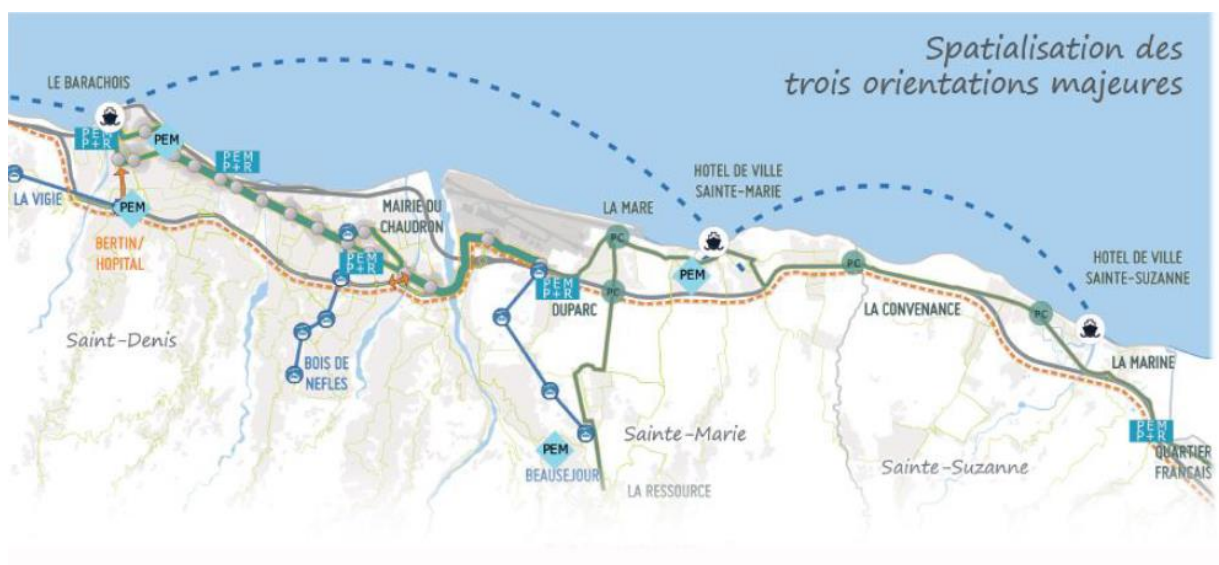 Spatialisation des
trois orientations majeures
LE BARACHOIS
PEM
P+R
PEM
PEM
P+R
LA VIGIE
PEM
BERTIN/
HOPITAL
MAIRIE DU
CHAUDRON
PEM
P+R
Saint-Denis
BOIS DE
NEFLES
HOTEL DE VILLE
SAINTE-MARIE
LA MARE
PC
PEM
PEM
P+R
PC
DUPARC
PC
LA CONVENANCE
HOTEL DE VILLE
SAINTE-SUZANNE
PC
LA MARINE
Sainte-Marie
PEM
BEAUSEJOUR
LA RESSOURCE
Sainte-Suzanne
PEM
P+R
QUARTIER
FRANCAIS